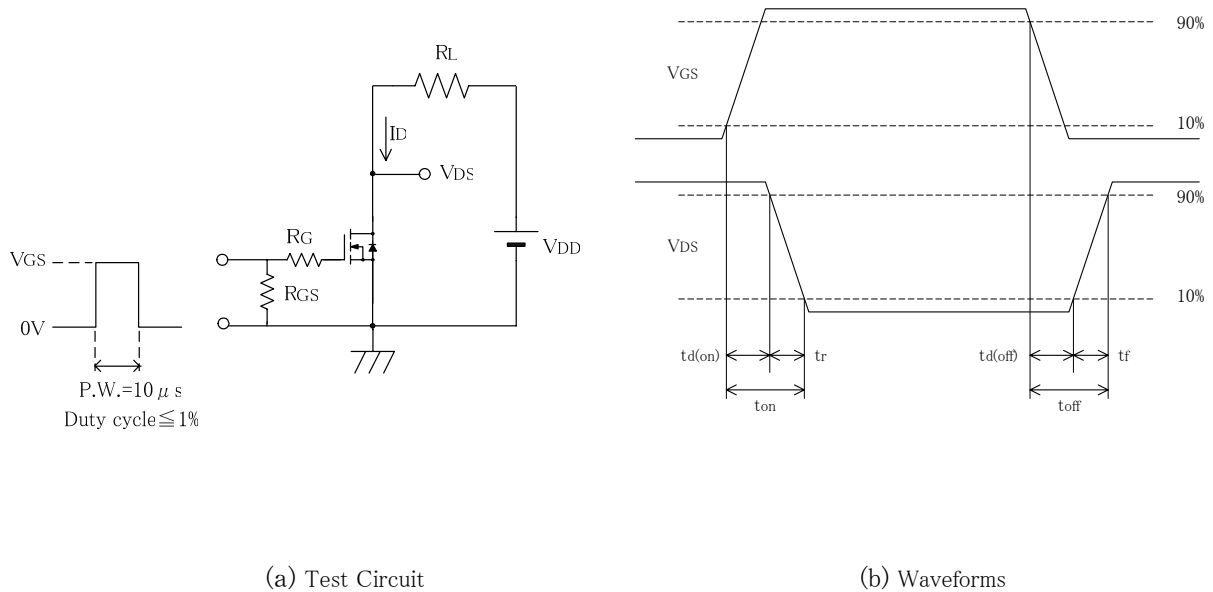 RL
ID
VDS
RG
VDD
VGS
RGS
0V
P.W.=10 μ s
Duty cycle≦1%
(a) Test Circuit
90%
VGS
10%
90%
VDS
10%
td(on)
tr
td(off)
tf
ton
toff
(b) Waveforms